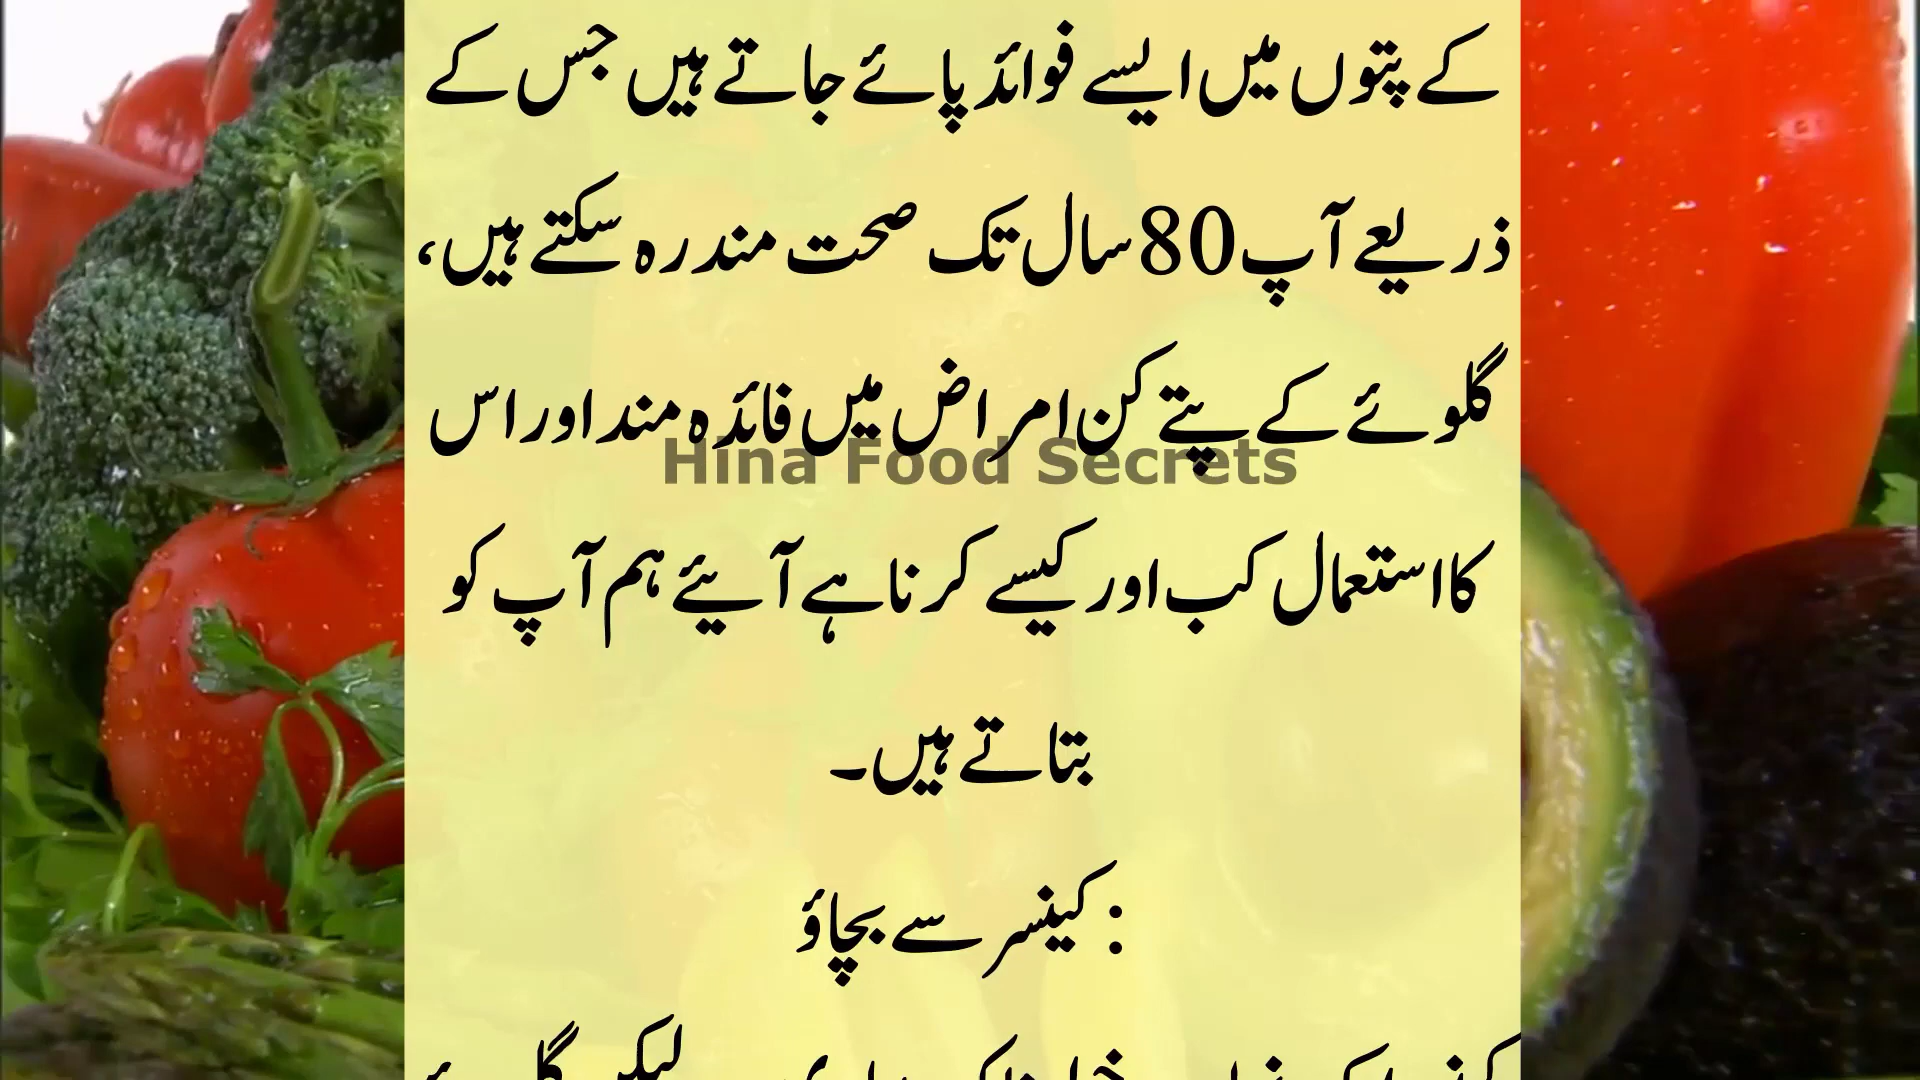 کے پتوں میں ایسے فوائد پائے جاتے ہیں جس کے
ذریعے آپ 80 سال تک صحت مند رہ سکتے ہیں،
گلوئے کے پتے کن امراض میں فائدہ مند اور اس
Hina Food Secrets
کا استعمال کب اور کیسے کرنا ہے آیئے ہم آپ کو
بتاتے ہیں۔
: کینسر سے بچاؤ